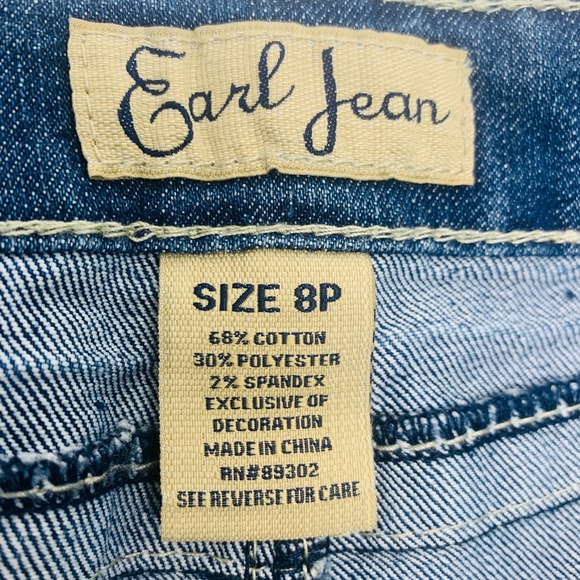 Earl Jean
SIZE 8P
68% COTTON
30% POLYESTER
2% SPANDEX
EXCLUSIVE OF
DECORATION
MADE IN CHINA
RN#89302
SEE REVERSE FOR CARE